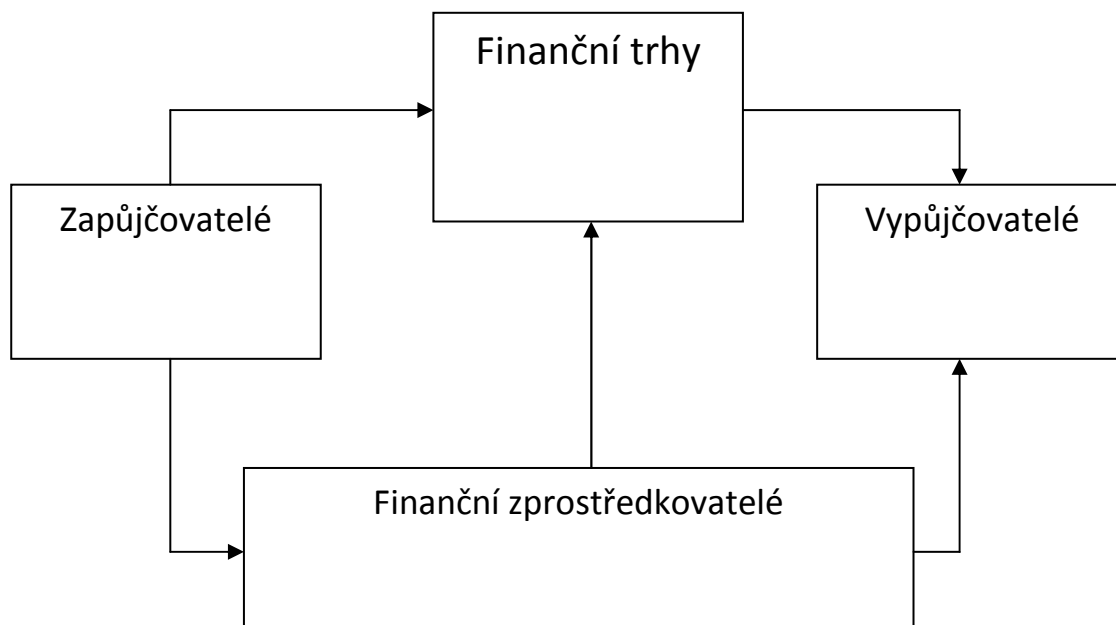 Finanční trhy
Zapůjčovatelé
Vypůjčovatelé
Finanční zprostředkovatelé